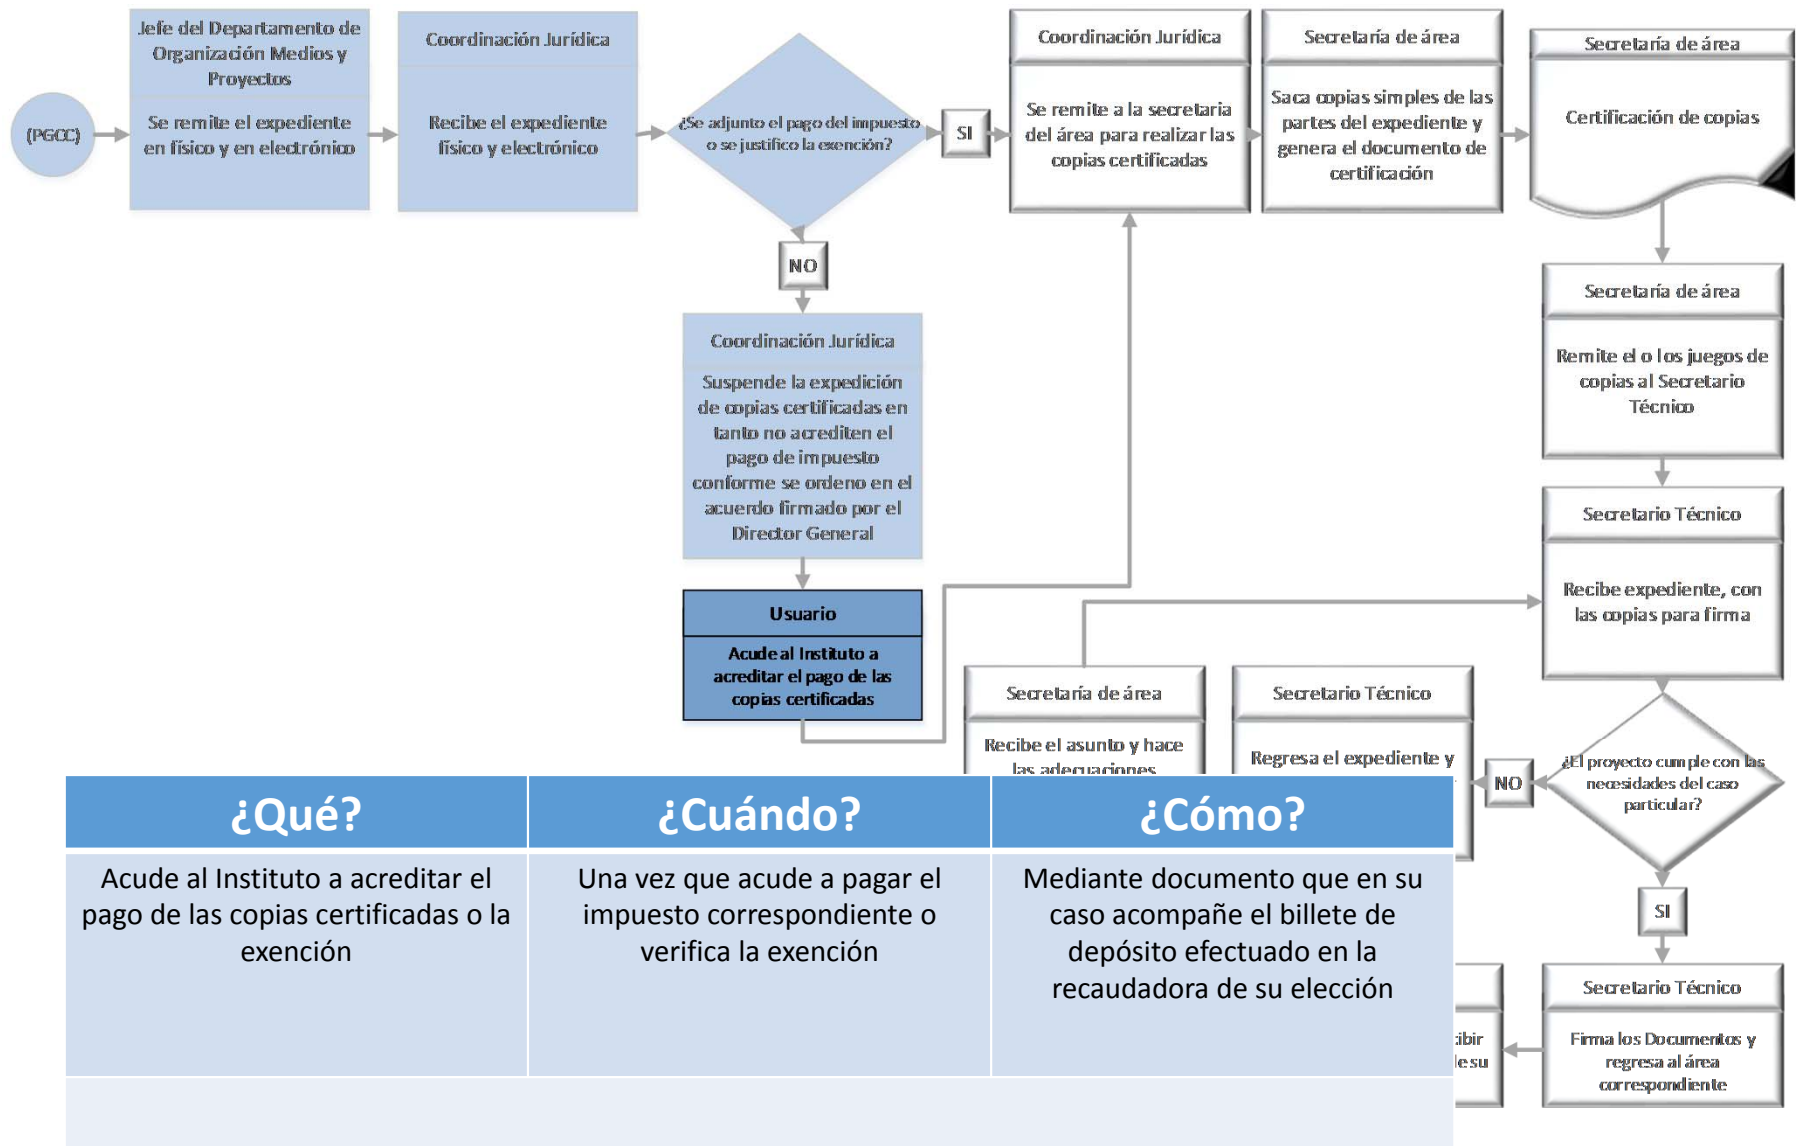 (PGCC)
Jefe del Departamento de
Organización Medios y
Proyectos
Se remite el expediente
en físico y en electrónico
Coordinación Jurídica
Recibe el expediente
físico y electrónico
¿Se adjunto el pago del impuesto
o se justifico la exención?
SI
Coordinación Jurídica
Se remite a la secretaria
del área para realizar las
copias certificadas
Secretaría de área
Saca copias simples de las
partes del expediente y
genera el documento de
certificación
Secretaría de área
Certificación de copias
NO
Coordinación Jurídica
Suspende la expedición
de copias certificadas en
tanto no acrediten el
pago de impuesto
conforme se ordeno en el
acuerdo firmado por el
Director General
Usuario
Acude al Instituto a
acreditar el pago de las
copias certificadas
Secretaría de área
Remite el o los juegos de
copias al Secretario
Técnico
Secretario Técnico
Recibe expediente, con
las copias para firma
Secretaría de área
Recibe el asunto y hace
las adecuaciones
Secretario Técnico
Regresa el expediente y
NO
¿El proyecto cumple con las
necesidades del caso
particular?
SI
Secretario Técnico
Firma los Documentos y
regresa al área
correspondiente
cibir
de su
¿Qué?
¿Cuándo?
¿Cómo?
Acude al Instituto a acreditar el
pago de las copias certificadas o la
exención
Una vez que acude a pagar el
impuesto correspondiente o
verifica la exención
Mediante documento que en su
caso acompañe el billete de
depósito efectuado en la
recaudadora de su elección